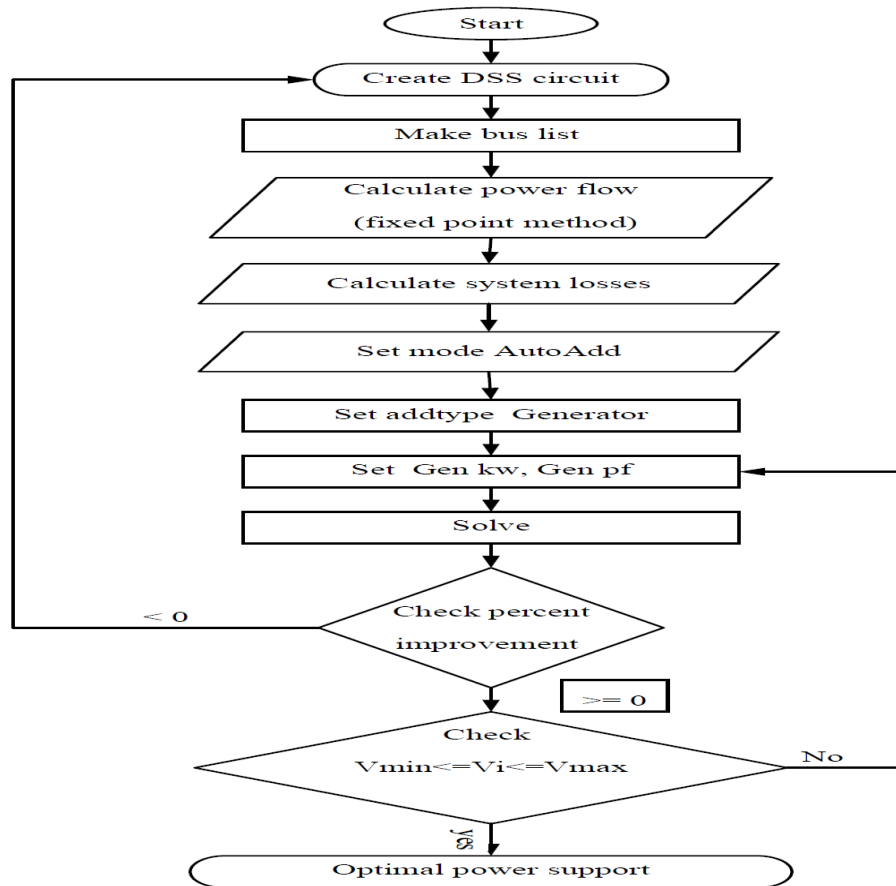 Start
Create DSS circuit
Make bus list
Calculate power flow
(fixed point method)
Calculate system losses
Set mode AutoAdd
Set addtype Generator
Set Gen kw, Gen pf
Solve
Check percent
improvement
< 0
>= 0
Check
Vmin<=Vi<=Vmax
No
yes
Optimal power support